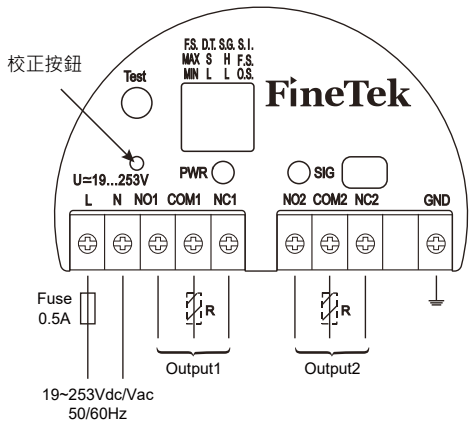 校正按鈕
F.S. D.T. S.G. S.I.
MAX S H F.S.
MIN L L O.S.
Test
FineTek
PWR
SIG
U≂19...253V
L N NO1 COM1 NC1
NO2 COM2 NC2
GND
Fuse
0.5A
R
R
Output1
Output2
19~253Vdc/Vac
50/60Hz